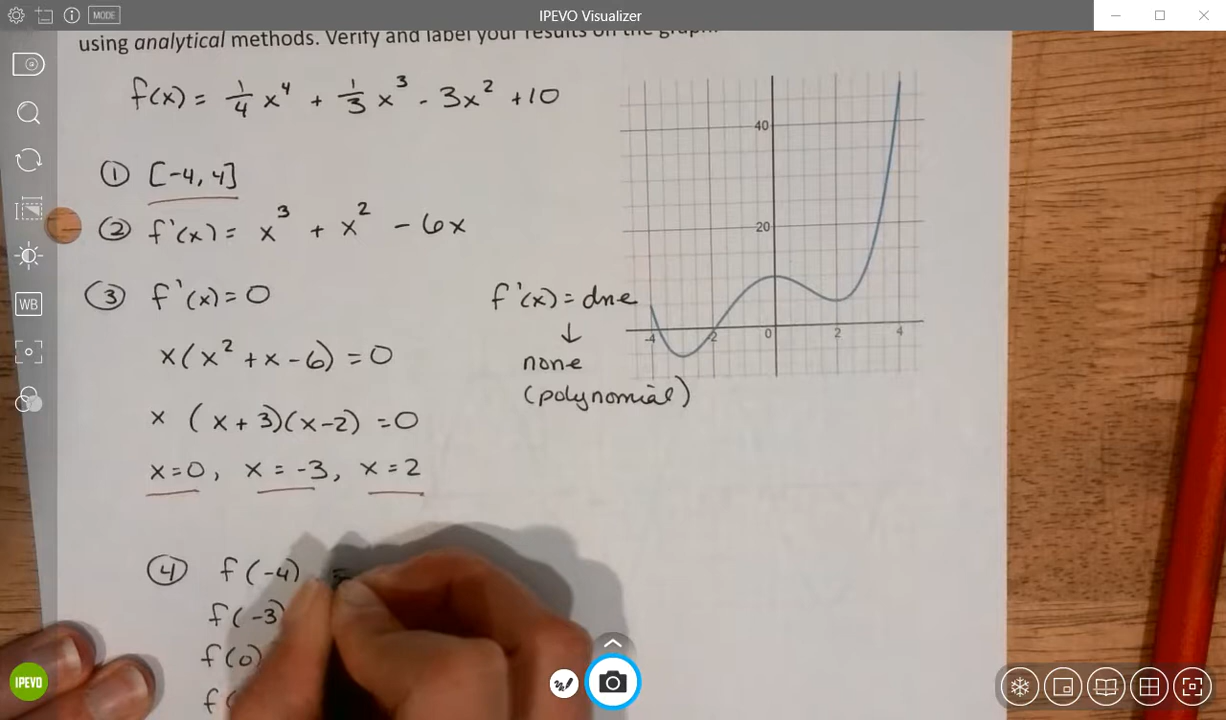 MODE
IPEVO Visualizer
using analytical methods. Verify and label your results on the graph.
f(x) = 1/4 x^4 + 1/3 x^3 - 3x^2 + 10
① [-4, 4]
② f'(x) = x^3 + x^2 - 6x
③ f'(x) = 0
f'(x) = dne
↓
none
(polynomial)
x(x^2 + x - 6) = 0
x (x + 3)(x - 2) = 0
x = 0, x = -3, x = 2
④ f(-4)
f(-3)
f(0)
f(
40
20
-4 -2 0 2 4
WB
IPEVO